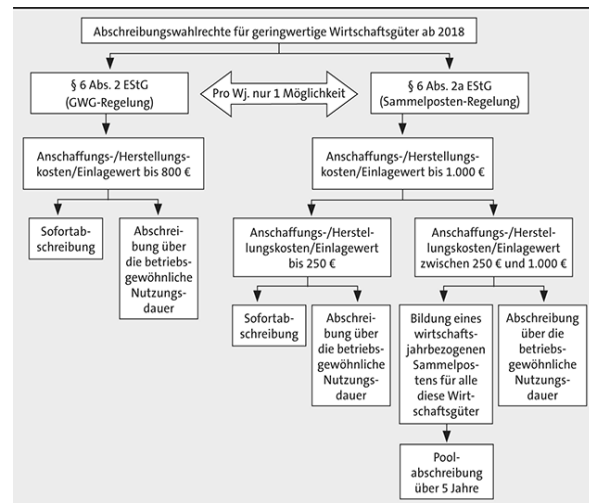 Abschreibungswahlrechte für geringwertige Wirtschaftsgüter ab 2018
§ 6 Abs. 2 EStG
(GWG-Regelung)
Pro Wj. nur 1 Möglichkeit
§ 6 Abs. 2a EStG
(Sammelposten-Regelung)
Anschaffungs-/Herstellungs-
kosten/Einlagewert bis 800 €
Anschaffungs-/Herstellungs-
kosten/Einlagewert bis 1.000 €
Sofortab-
schreibung
Abschrei-
bung über
die betriebs-
gewöhnliche
Nutzungs-
dauer
Anschaffungs-/Herstel-
lungskosten/Einlagewert
bis 250 €
Anschaffungs-/Herstel-
lungskosten/Einlagewert
zwischen 250 € und 1.000 €
Sofortab-
schreibung
Abschrei-
bung über
die betriebs-
gewöhnliche
Nutzungs-
dauer
Bildung eines
wirtschafts-
jahrbezogenen
Sammelpos-
tens für alle
diese Wirt-
schaftsgüter
Abschreibung
über die
betriebs-
gewöhnliche
Nutzungs-
dauer
Pool-
abschreibung
über 5 Jahre